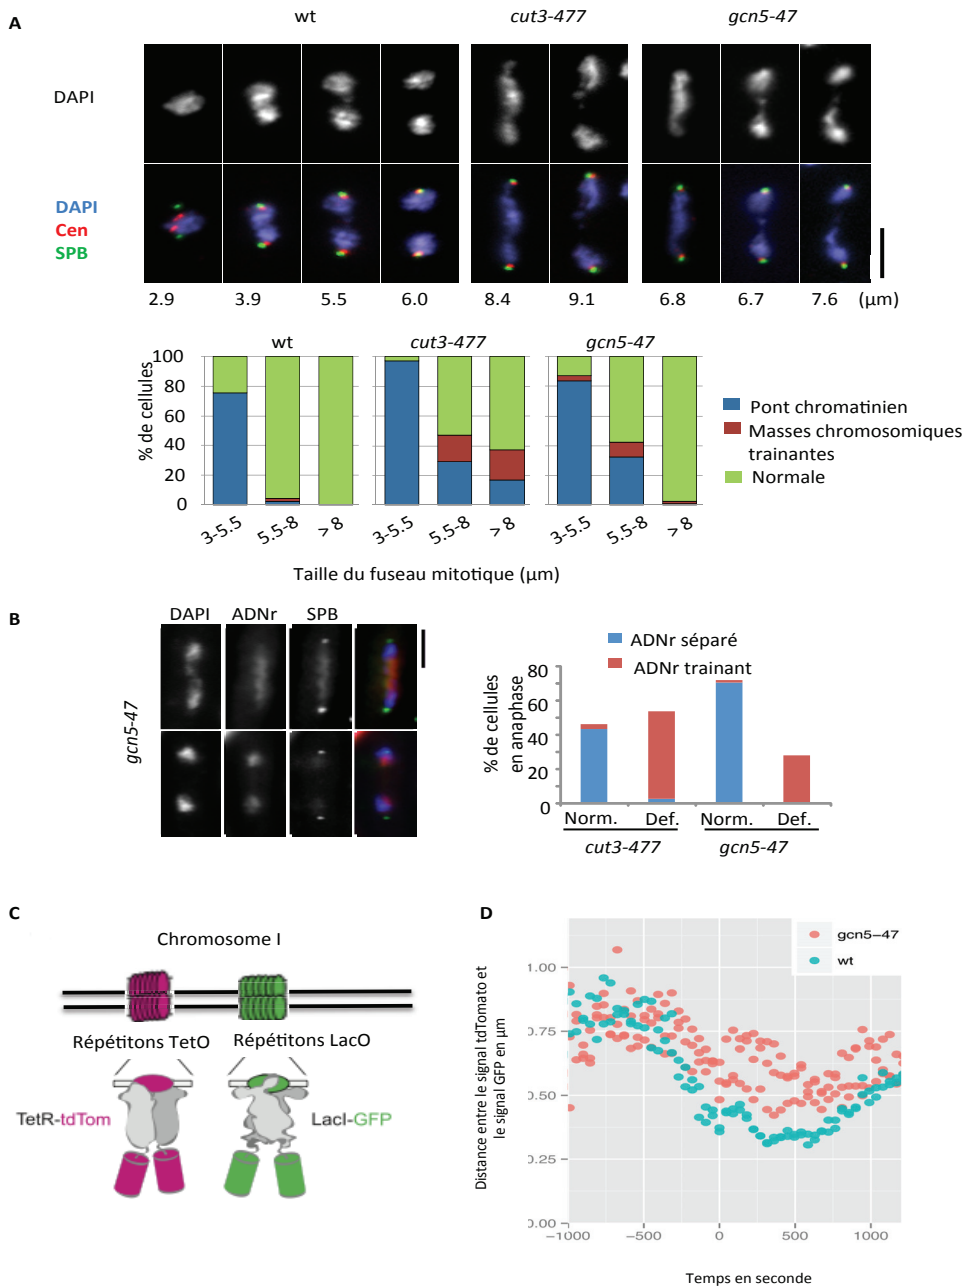 A
wt
cut3-477
gcn5-47
DAPI
DAPI
Cen
SPB
2.9 3.9 5.5 6.0 8.4 9.1 6.8 6.7 7.6 (µm)
wt
cut3-477
gcn5-47
% de cellules
100
80
60
40
20
0
3-5.5 5.5-8 > 8 3-5.5 5.5-8 > 8 3-5.5 5.5-8 > 8
Taille du fuseau mitotique (µm)
Pont chromatinien
Masses chromosomiques
trainantes
Normale
B
DAPI ADNr SPB
gcn5-47
ADNr séparé
ADNr trainant
% de cellules
en anaphase
80
60
40
20
0
Norm. Def. Norm. Def.
cut3-477 gcn5-47
C
Chromosome I
Répétitons TetO Répétitons LacO
TetR-tdTom LacI-GFP
D
gcn5−47
wt
Distance entre le signal tdTomato et
le signal GFP en µm
1.00
0.75
0.50
0.25
0.00
−1000 −500 0 500 1000
Temps en seconde